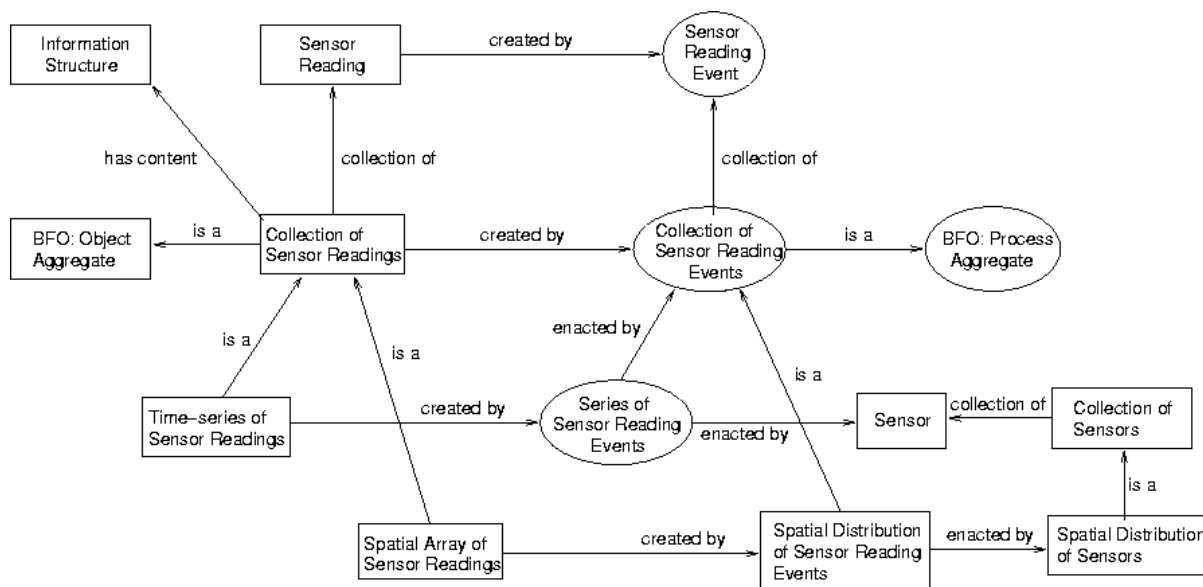 Information
Structure
Sensor
Reading
created by
Sensor
Reading
Event
has content
collection of
collection of
BFO: Object
Aggregate
is a
Collection of
Sensor Readings
created by
Collection of
Sensor Reading
Events
is a
BFO: Process
Aggregate
is a
is a
enacted by
is a
Time-series of
Sensor Readings
created by
Series of
Sensor Reading
Events
enacted by
Sensor
collection of
Collection of
Sensors
is a
Spatial Array of
Sensor Readings
created by
Spatial Distribution
of Sensor Reading
Events
enacted by
Spatial Distribution
of Sensors